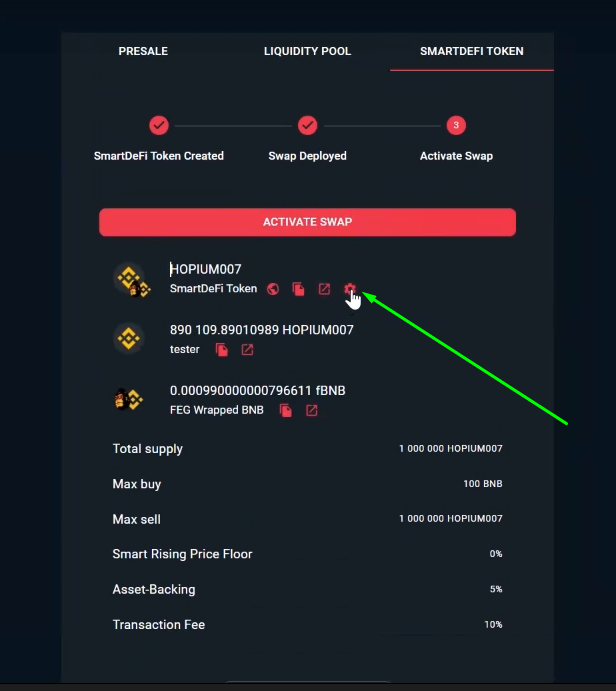 PRESALE LIQUIDITY POOL SMARTDEFI TOKEN
3
SmartDeFi Token Created Swap Deployed Activate Swap
ACTIVATE SWAP
HOPIUM007
SmartDeFi Token
890 109.89010989 HOPIUM007
tester
0.000990000000796611 fBNB
FEG Wrapped BNB
Total supply 1 000 000 HOPIUM007
Max buy 100 BNB
Max sell 1 000 000 HOPIUM007
Smart Rising Price Floor 0%
Asset-Backing 5%
Transaction Fee 10%